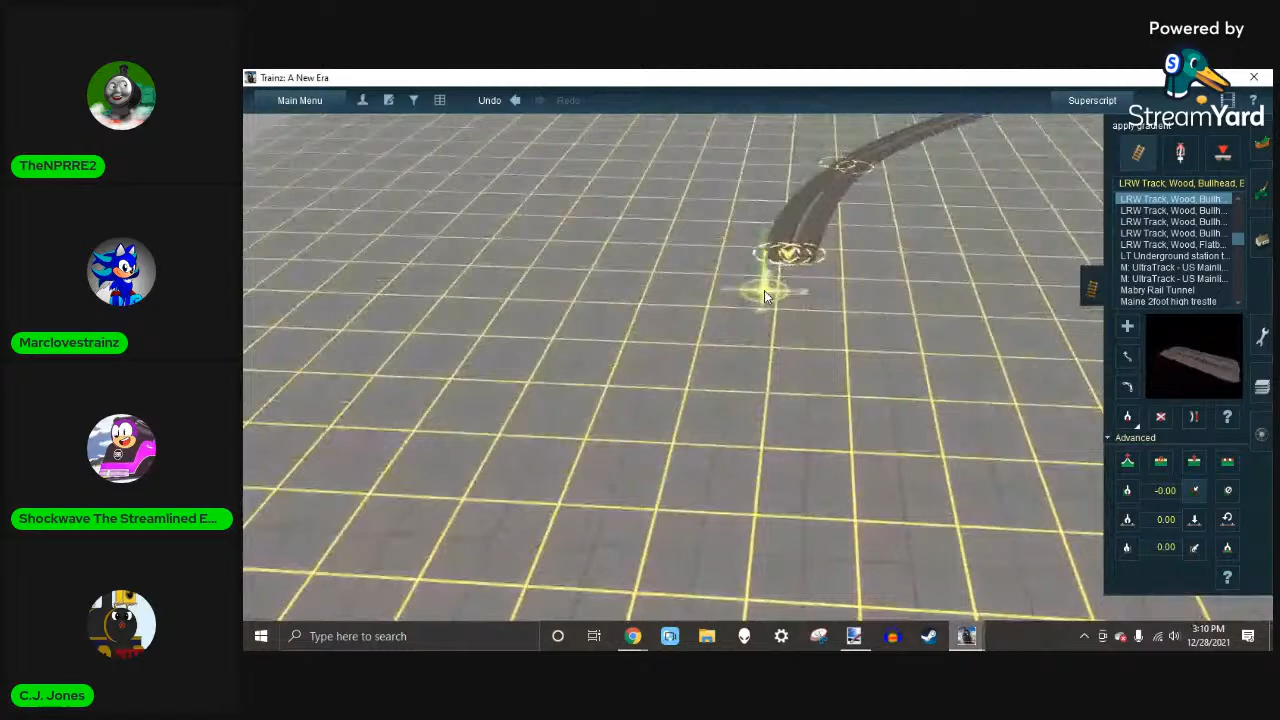 Powered by
StreamYard
TheNPRRE2
Marclovestrainz
Shockwave The Streamlined E...
C.J. Jones
Trainz: A New Era
Main Menu
Undo
Redo
Superscript
?
apply gradient
LRW Track, Wood, Bullhead, E
LRW Track, Wood, Bullh...
LRW Track, Wood, Bullh...
LRW Track, Wood, Bullh...
LRW Track, Wood, Bullh...
LRW Track, Wood, Flatb...
LT Underground station t...
M: UltraTrack - US Mainli...
M: UltraTrack - US Mainli...
Mabry Rail Tunnel
Maine 2foot high trestle
?
Advanced
-0.00
0.00
0.00
?
Type here to search
3:10 PM
12/28/2021